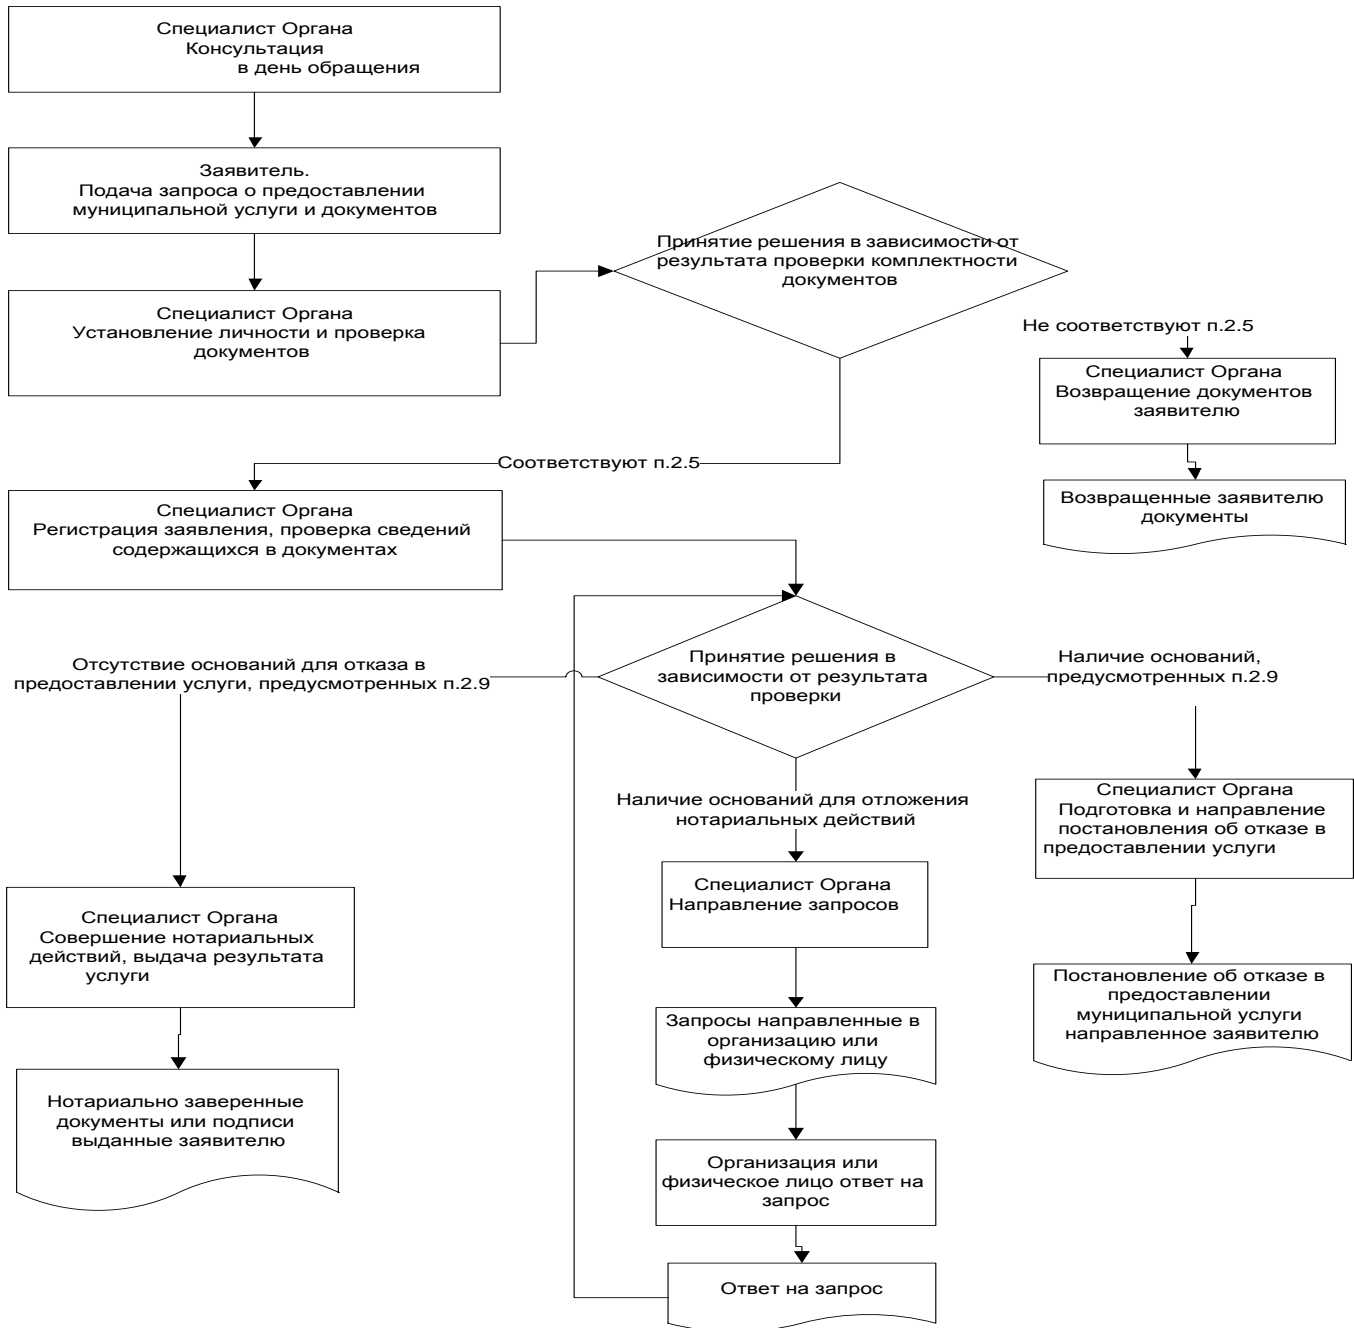 Специалист Органа
Консультация
в день обращения
Заявитель.
Подача запроса о предоставлении
муниципальной услуги и документов
Специалист Органа
Установление личности и проверка
документов
Принятие решения в зависимости от
результата проверки комплектности
документов
Не соответствуют п.2.5
Специалист Органа
Возвращение документов
заявителю
Возвращенные заявителю
документы
Соответствуют п.2.5
Специалист Органа
Регистрация заявления, проверка сведений
содержащихся в документах
Принятие решения в
зависимости от результата
проверки
Отсутствие оснований для отказа в
предоставлении услуги, предусмотренных п.2.9
Наличие оснований,
предусмотренных п.2.9
Наличие оснований для отложения
нотариальных действий
Специалист Органа
Подготовка и направление
постановления об отказе в
предоставлении услуги
Специалист Органа
Направление запросов
Специалист Органа
Совершение нотариальных
действий, выдача результата
услуги
Постановление об отказе в
предоставлении
муниципальной услуги
направленное заявителю
Запросы направленные в
организацию или
физическому лицу
Нотариально заверенные
документы или подписи
выданные заявителю
Организация или
физическое лицо ответ на
запрос
Ответ на запрос